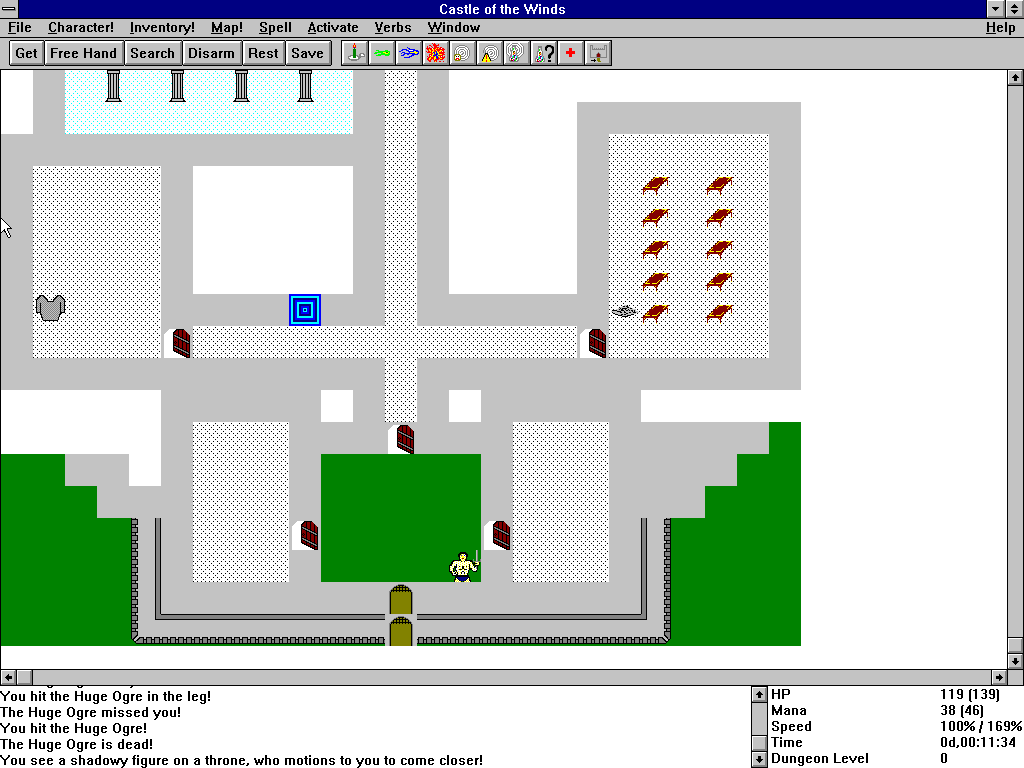 Castle of the Winds
File Character! Inventory! Map! Spell Activate Verbs Window Help
Get Free Hand Search Disarm Rest Save ?
You hit the Huge Ogre in the leg!
The Huge Ogre missed you!
You hit the Huge Ogre!
The Huge Ogre is dead!
You see a shadowy figure on a throne, who motions to you to come closer!
HP 119 (139)
Mana 38 (46)
Speed 100% / 169%
Time 0d,00:11:34
Dungeon Level 0